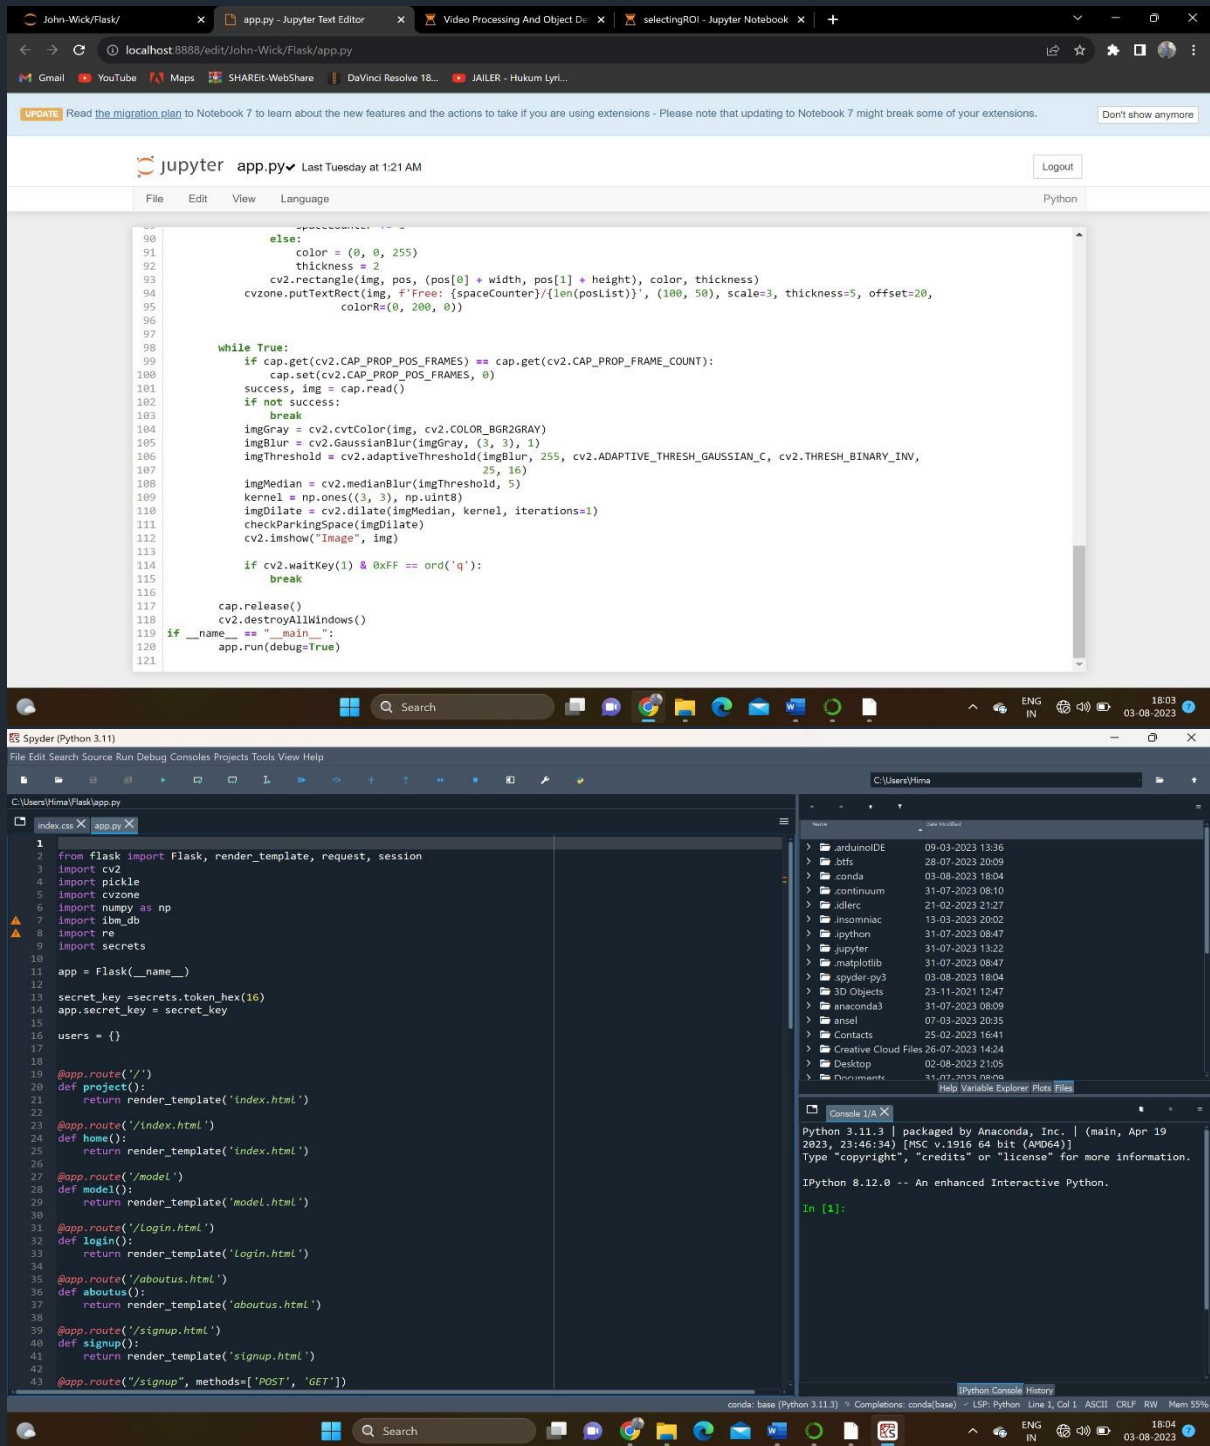 John-Wick/Flask/
app.py - Jupyter Text Editor
Video Processing And Object De
selectingROI - Jupyter Notebook
localhost:8888/edit/John-Wick/Flask/app.py
Gmail YouTube Maps SHAREit-WebShare DaVinci Resolve 18... JAILER - Hukum Lyri...
UPDATE Read the migration plan to Notebook 7 to learn about the new features and the actions to take if you are using extensions - Please note that updating to Notebook 7 might break some of your extensions. Don't show anymore
jupyter app.py Last Tuesday at 1:21 AM Logout
File Edit View Language Python
90 else:
91 color = (0, 0, 255)
92 thickness = 2
93 cv2.rectangle(img, pos, (pos[0] + width, pos[1] + height), color, thickness)
94 cvzone.putTextRect(img, f'Free: {spaceCounter}/{len(posList)}', (100, 50), scale=3, thickness=5, offset=20,
95 colorR=(0, 200, 0))
96
97
98 while True:
99 if cap.get(cv2.CAP_PROP_POS_FRAMES) == cap.get(cv2.CAP_PROP_FRAME_COUNT):
100 cap.set(cv2.CAP_PROP_POS_FRAMES, 0)
101 success, img = cap.read()
102 if not success:
103 break
104 imgGray = cv2.cvtColor(img, cv2.COLOR_BGR2GRAY)
105 imgBlur = cv2.GaussianBlur(imgGray, (3, 3), 1)
106 imgThreshold = cv2.adaptiveThreshold(imgBlur, 255, cv2.ADAPTIVE_THRESH_GAUSSIAN_C, cv2.THRESH_BINARY_INV,
107 25, 16)
108 imgMedian = cv2.medianBlur(imgThreshold, 5)
109 kernel = np.ones((3, 3), np.uint8)
110 imgDilate = cv2.dilate(imgMedian, kernel, iterations=1)
111 checkParkingSpace(imgDilate)
112 cv2.imshow("Image", img)
113
114 if cv2.waitKey(1) & 0xFF == ord('q'):
115 break
116
117 cap.release()
118 cv2.destroyAllWindows()
119 if __name__ == "__main__":
120 app.run(debug=True)
121
Search
ENG
IN
18:03
03-08-2023
Spyder (Python 3.11)
File Edit Search Source Run Debug Consoles Projects Tools View Help
C:\Users\Hima
C:\Users\Hima\Flask\app.py
index.css app.py
1
2 from flask import Flask, render_template, request, session
3 import cv2
4 import pickle
5 import cvzone
6 import numpy as np
7 import ibm_db
8 import re
9 import secrets
10
11 app = Flask(__name__)
12
13 secret_key =secrets.token_hex(16)
14 app.secret_key = secret_key
15
16 users = {}
17
18
19 @app.route('/')
20 def project():
21 return render_template('index.html')
22
23 @app.route('/index.html')
24 def home():
25 return render_template('index.html')
26
27 @app.route('/model')
28 def model():
29 return render_template('model.html')
30
31 @app.route('/login.html')
32 def login():
33 return render_template('login.html')
34
35 @app.route('/aboutus.html')
36 def aboutus():
37 return render_template('aboutus.html')
38
39 @app.route('/signup.html')
40 def signup():
41 return render_template('signup.html')
42
43 @app.route("/signup", methods=['POST', 'GET'])
Name Date Modified
.arduinoIDE 09-03-2023 13:36
.btfs 28-07-2023 20:09
.conda 03-08-2023 18:04
.continuum 31-07-2023 08:10
.idlerc 21-02-2023 21:27
.insomniac 13-03-2023 20:02
.ipython 31-07-2023 08:47
.jupyter 31-07-2023 13:22
.matplotlib 31-07-2023 08:47
.spyder-py3 03-08-2023 18:04
3D Objects 23-11-2021 12:47
anaconda3 31-07-2023 08:09
ansel 07-03-2023 20:35
Contacts 25-02-2023 16:41
Creative Cloud Files 26-07-2023 14:24
Desktop 02-08-2023 21:05
Documents 31-07-2023 08:09
Help Variable Explorer Plots Files
Console 1/A
Python 3.11.3 | packaged by Anaconda, Inc. | (main, Apr 19
2023, 23:46:34) [MSC v.1916 64 bit (AMD64)]
Type "copyright", "credits" or "license" for more information.
IPython 8.12.0 -- An enhanced Interactive Python.
In [1]:
IPython Console History
conda: base (Python 3.11.3) Completions: conda(base) LSP: Python Line 1, Col 1 ASCII CRLF RW Mem 55%
Search
ENG
IN
18:04
03-08-2023